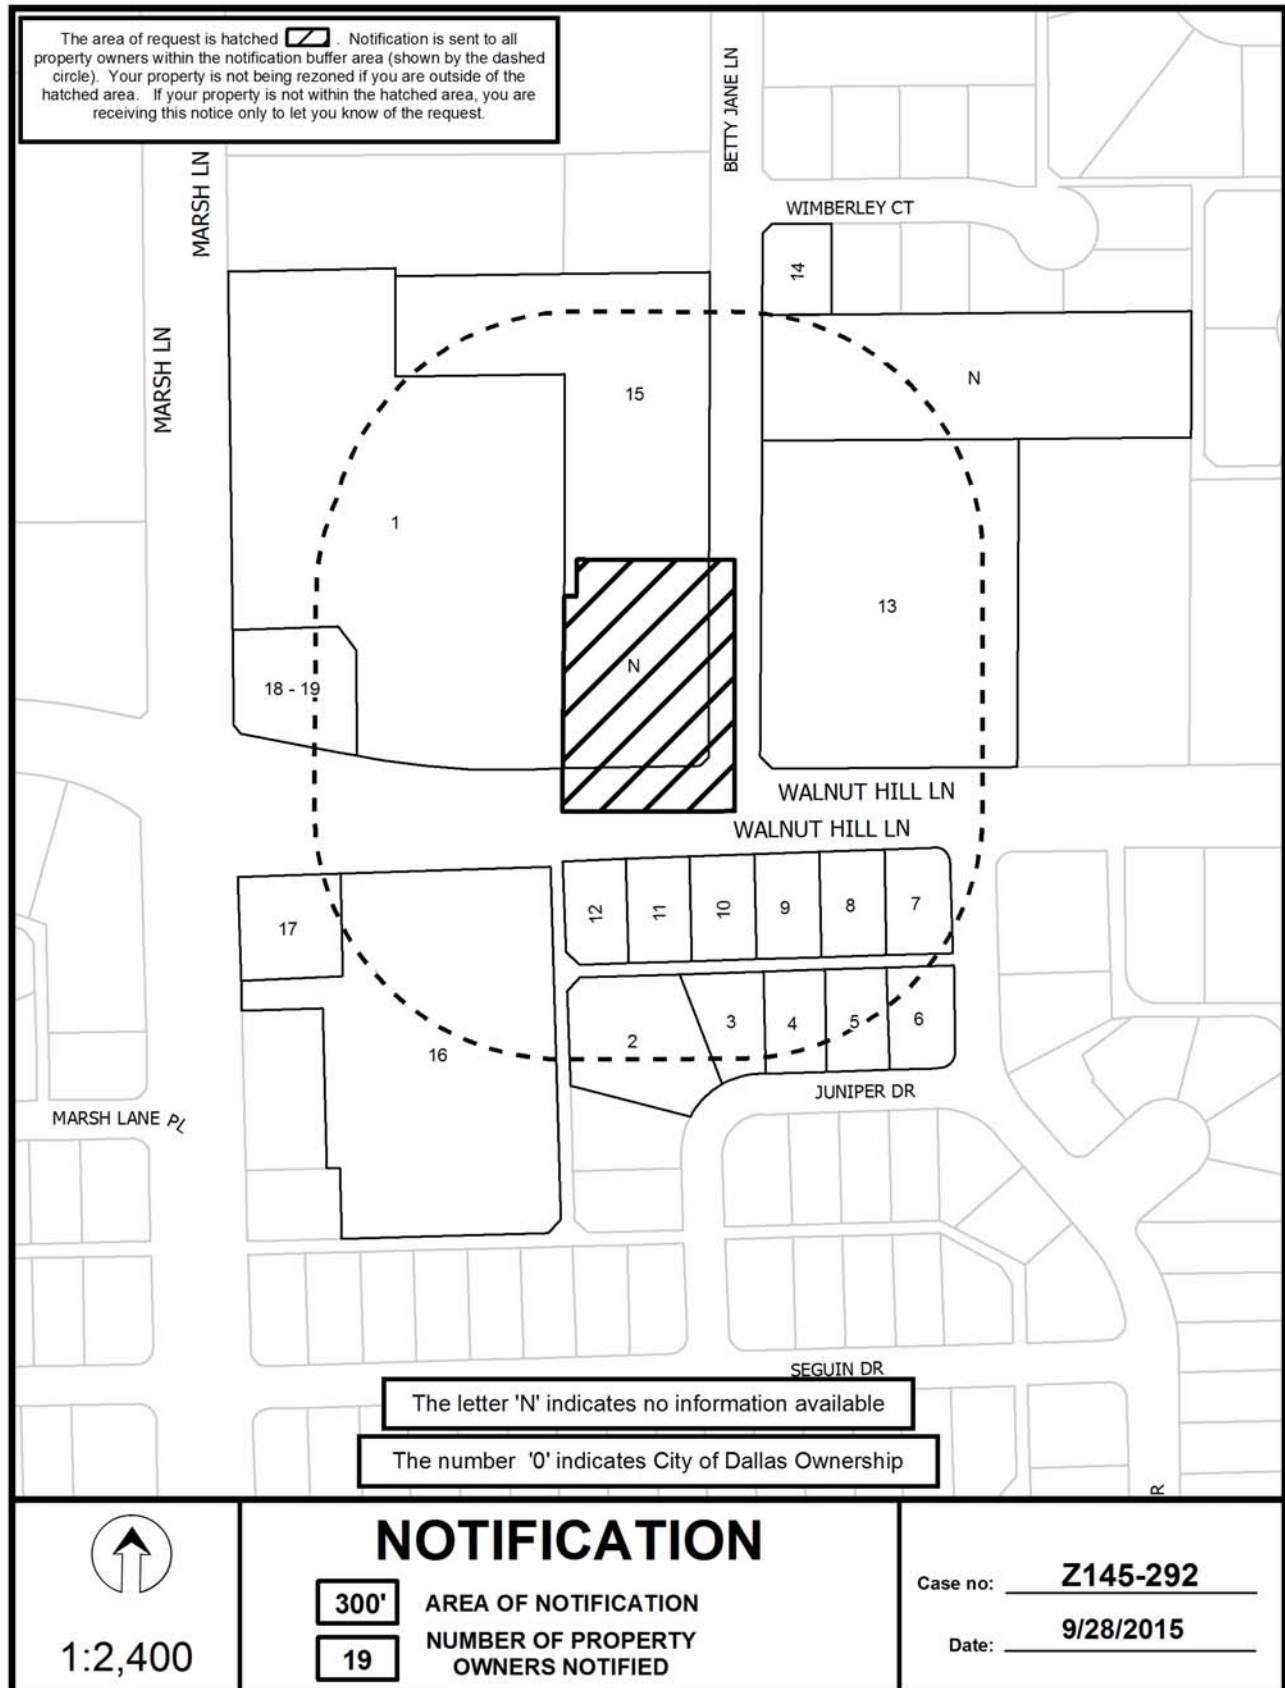 The area of request is hatched . Notification is sent to all
property owners within the notification buffer area (shown by the dashed
circle). Your property is not being rezoned if you are outside of the
hatched area. If your property is not within the hatched area, you are
receiving this notice only to let you know of the request.
MARSH LN
BETTY JANE LN
WIMBERLEY CT
14
MARSH LN
15
N
1
13
N
18 - 19
WALNUT HILL LN
WALNUT HILL LN
17
12
11
10
9
8
7
16
2
3
4
5
6
JUNIPER DR
MARSH LANE PL
SEGUIN DR
The letter 'N' indicates no information available
The number '0' indicates City of Dallas Ownership
R
1:2,400
NOTIFICATION
300' AREA OF NOTIFICATION
19 NUMBER OF PROPERTY
OWNERS NOTIFIED
Case no: Z145-292
Date: 9/28/2015